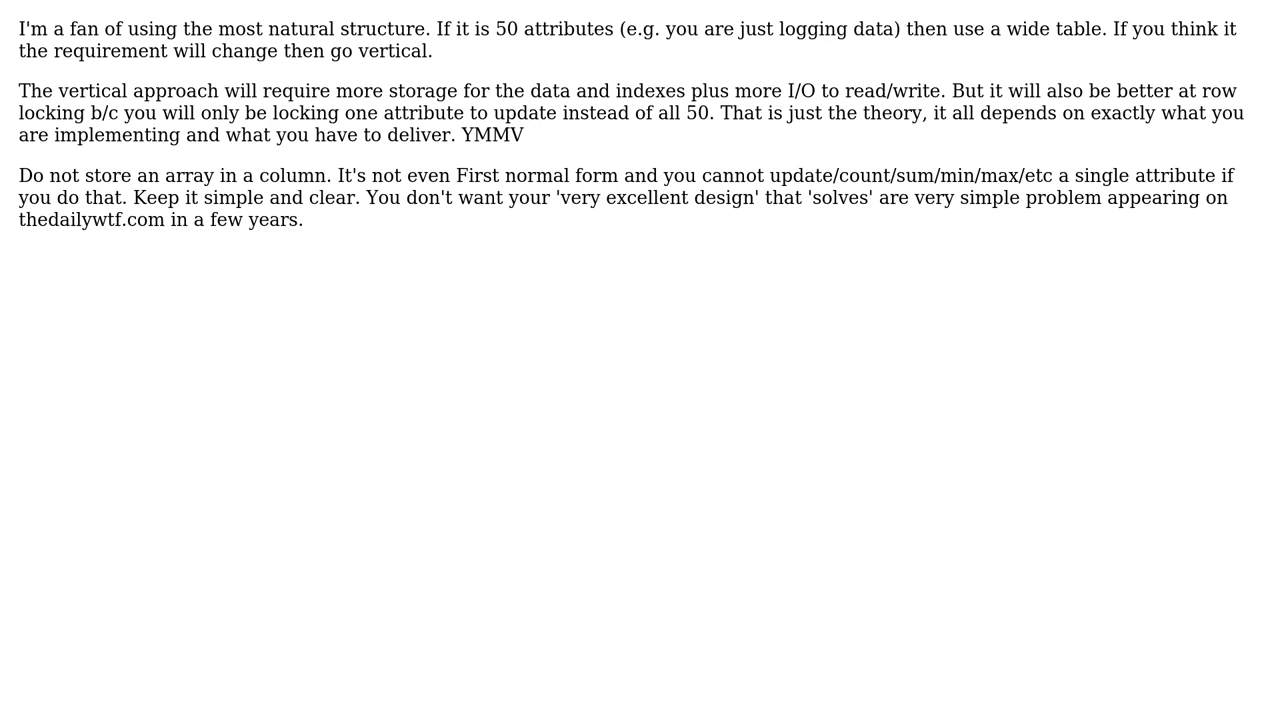 I'm a fan of using the most natural structure. If it is 50 attributes (e.g. you are just logging data) then use a wide table. If you think it
the requirement will change then go vertical.
The vertical approach will require more storage for the data and indexes plus more I/O to read/write. But it will also be better at row
locking b/c you will only be locking one attribute to update instead of all 50. That is just the theory, it all depends on exactly what you
are implementing and what you have to deliver. YMMV
Do not store an array in a column. It's not even First normal form and you cannot update/count/sum/min/max/etc a single attribute if
you do that. Keep it simple and clear. You don't want your 'very excellent design' that 'solves' are very simple problem appearing on
thedailywtf.com in a few years.